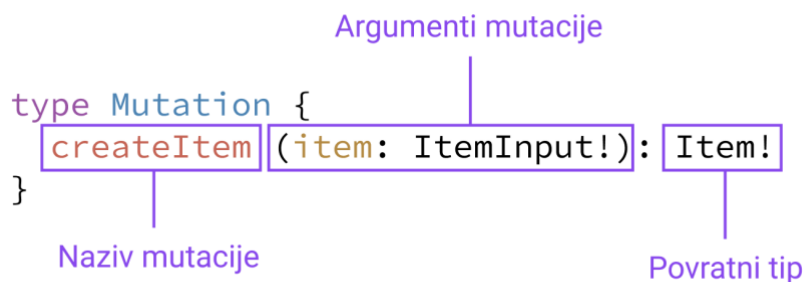 Argumenti mutacije
type Mutation {
createItem (item: ItemInput!): Item!
}
Naziv mutacije
Povratni tip